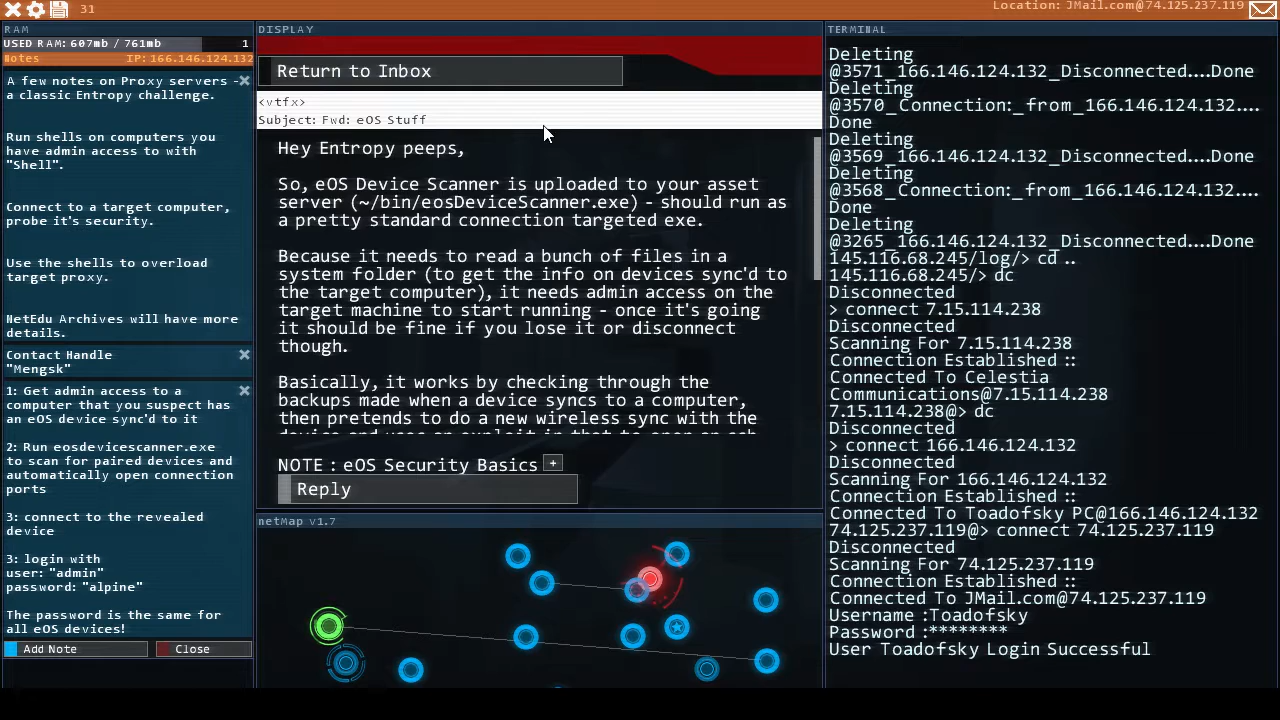 31
Location: JMail.com@74.125.237.119
RAM
USED RAM: 607mb / 761mb
1
Notes
IP: 166.146.124.132
A few notes on Proxy servers -
a classic Entropy challenge.
Run shells on computers you
have admin access to with
"Shell".
Connect to a target computer,
probe it's security.
Use the shells to overload
target proxy.
NetEdu Archives will have more
details.
Contact Handle
"Mengsk"
1: Get admin access to a
computer that you suspect has
an eOS device sync'd to it
2: Run eosdevicescanner.exe
to scan for paired devices and
automatically open connection
ports
3: connect to the revealed
device
3: login with
user: "admin"
password: "alpine"
The password is the same for
all eOS devices!
Add Note
Close
DISPLAY
Return to Inbox
<vtfx>
Subject: Fwd: eOS Stuff
Hey Entropy peeps,
So, eOS Device Scanner is uploaded to your asset
server (~/bin/eosDeviceScanner.exe) - should run as
a pretty standard connection targeted exe.
Because it needs to read a bunch of files in a
system folder (to get the info on devices sync'd to
the target computer), it needs admin access on the
target machine to start running - once it's going
it should be fine if you lose it or disconnect
though.
Basically, it works by checking through the
backups made when a device syncs to a computer,
then pretends to do a new wireless sync with the
NOTE : eOS Security Basics +
Reply
netMap v1.7
TERMINAL
Deleting
@3571_166.146.124.132_Disconnected....Done
Deleting
@3570_Connection:_from_166.146.124.132....
Done
Deleting
@3569_166.146.124.132_Disconnected....Done
Deleting
@3568_Connection:_from_166.146.124.132....
Done
Deleting
@3265_166.146.124.132_Disconnected....Done
145.116.68.245/log/> cd ..
145.116.68.245/> dc
Disconnected
> connect 7.15.114.238
Disconnected
Scanning For 7.15.114.238
Connection Established ::
Connected To Celestia
Communications@7.15.114.238
7.15.114.238@> dc
Disconnected
> connect 166.146.124.132
Disconnected
Scanning For 166.146.124.132
Connection Established ::
Connected To Toadofsky PC@166.146.124.132
74.125.237.119@> connect 74.125.237.119
Disconnected
Scanning For 74.125.237.119
Connection Established ::
Connected To JMail.com@74.125.237.119
Username :Toadofsky
Password :********
User Toadofsky Login Successful